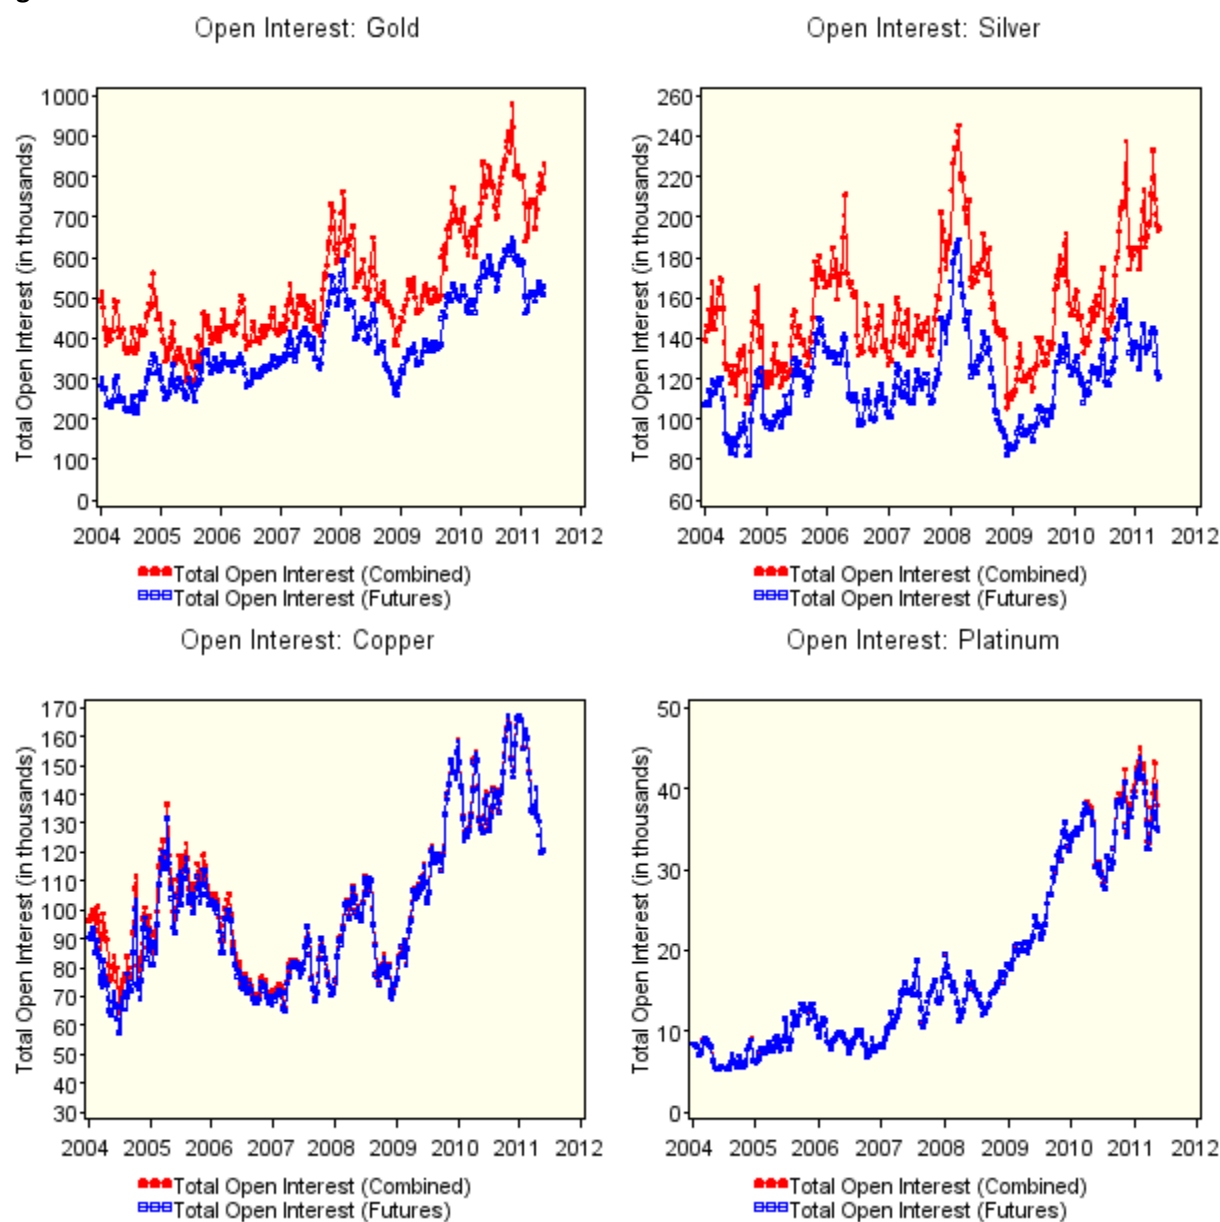 Open Interest: Gold
Total Open Interest (in thousands)
1000
900
800
700
600
500
400
300
200
100
0
2004 2005 2006 2007 2008 2009 2010 2011 2012
Total Open Interest (Combined)
Total Open Interest (Futures)
Open Interest: Silver
Total Open Interest (in thousands)
260
240
220
200
180
160
140
120
100
80
60
2004 2005 2006 2007 2008 2009 2010 2011 2012
Total Open Interest (Combined)
Total Open Interest (Futures)
Open Interest: Copper
Total Open Interest (in thousands)
170
160
150
140
130
120
110
100
90
80
70
60
50
40
30
2004 2005 2006 2007 2008 2009 2010 2011 2012
Total Open Interest (Combined)
Total Open Interest (Futures)
Open Interest: Platinum
Total Open Interest (in thousands)
50
40
30
20
10
0
2004 2005 2006 2007 2008 2009 2010 2011 2012
Total Open Interest (Combined)
Total Open Interest (Futures)